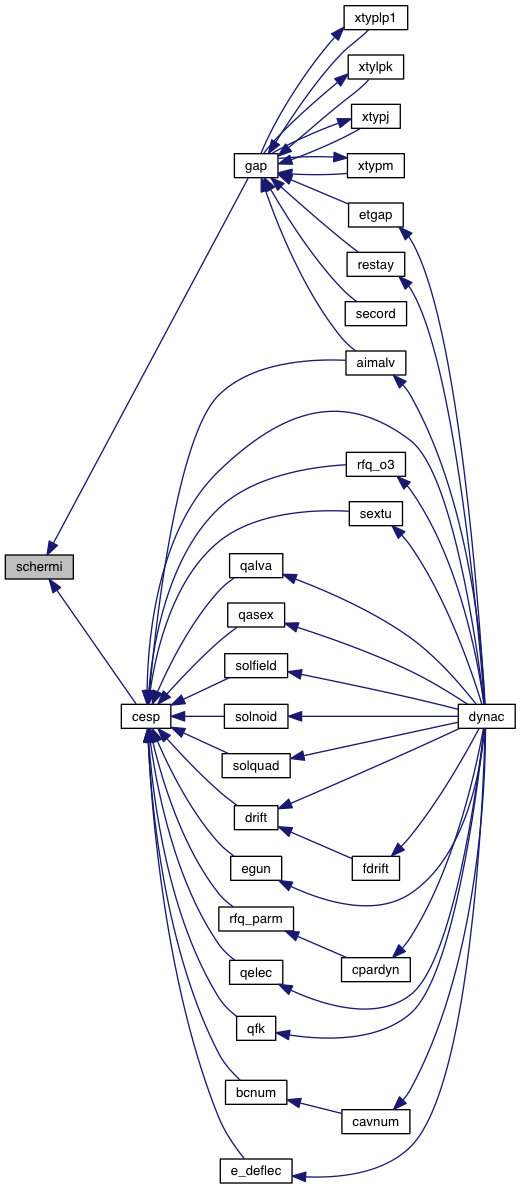 xtyplp1
xtylpk
xtypj
gap
xtypm
etgap
restay
secord
aimalv
rfq_o3
sextu
schermi
qalva
qasex
solfield
cesp
solnoid
dynac
solquad
drift
egun
fdrift
rfq_parm
qelec
cpardyn
qfk
bcnum
cavnum
e_deflec